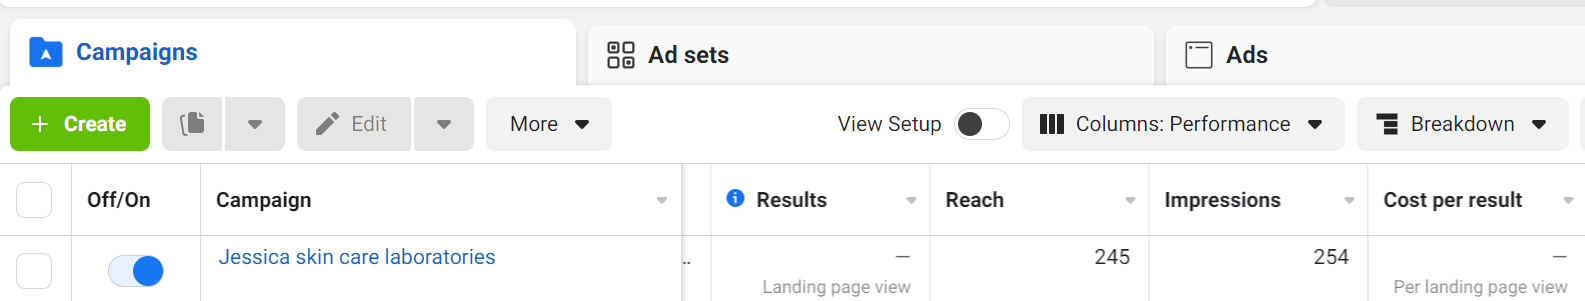 Campaigns
Ad sets
Ads
+ Create
Edit
More
View Setup
Columns: Performance
Breakdown
Off/On
Campaign
Results
Reach
Impressions
Cost per result
Jessica skin care laboratories
..
—
245
254
—
Landing page view
Per landing page view